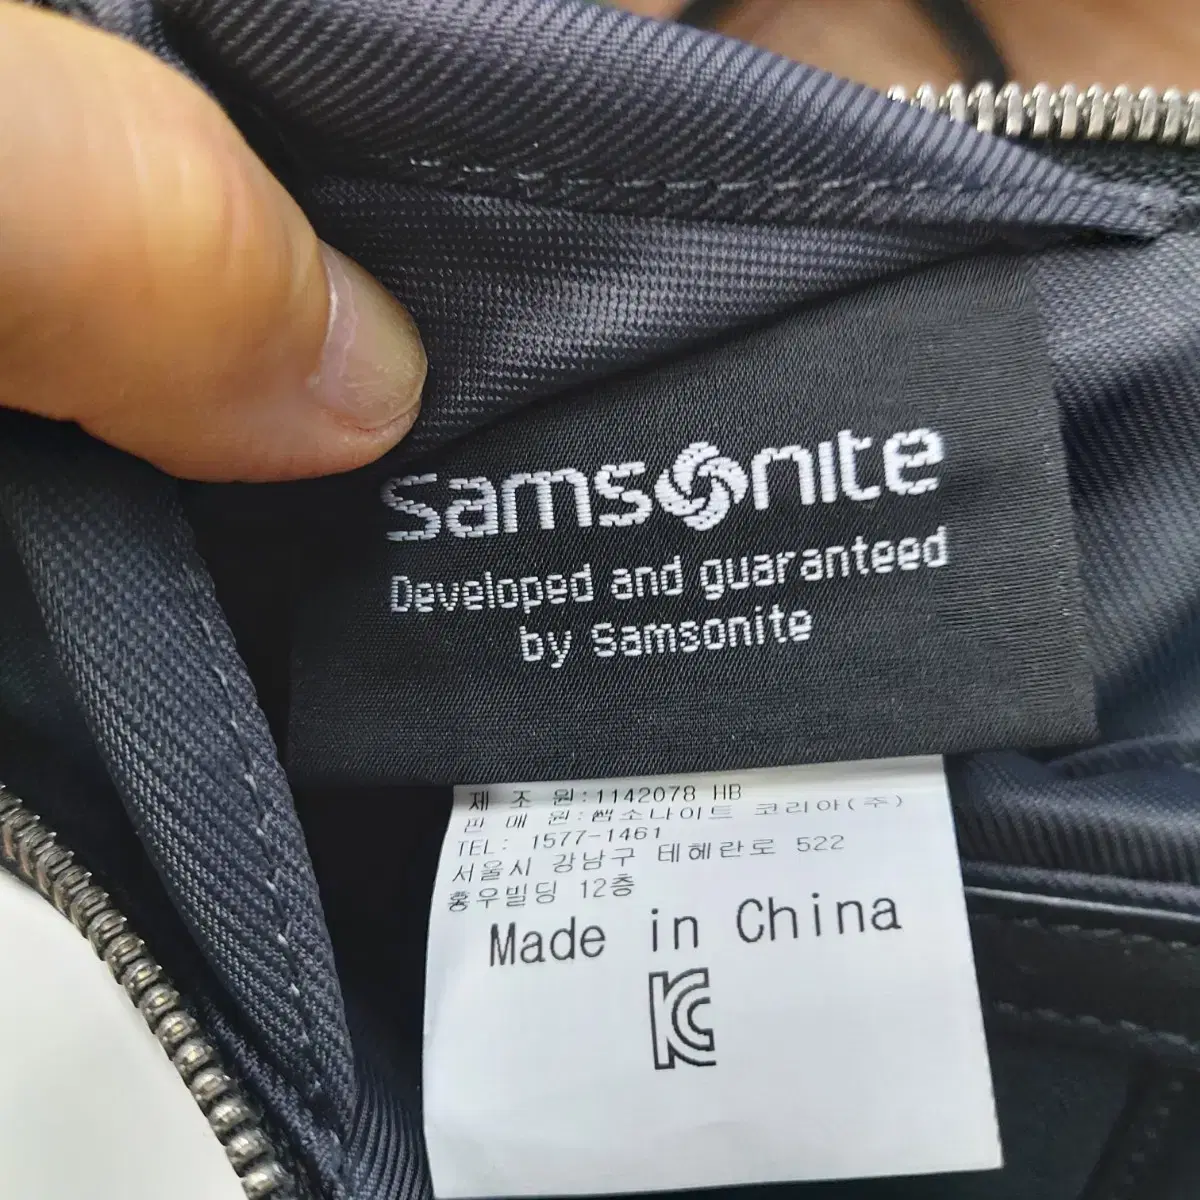 Samsonite
Developed and guaranteed
by Samsonite
제 조 원:1142078 HB
판 매 원:쌤소나이트 코리아(주)
TEL: 1577-1461
서울시 강남구 테헤란로 522
홍우빌딩 12층
Made in China
KC